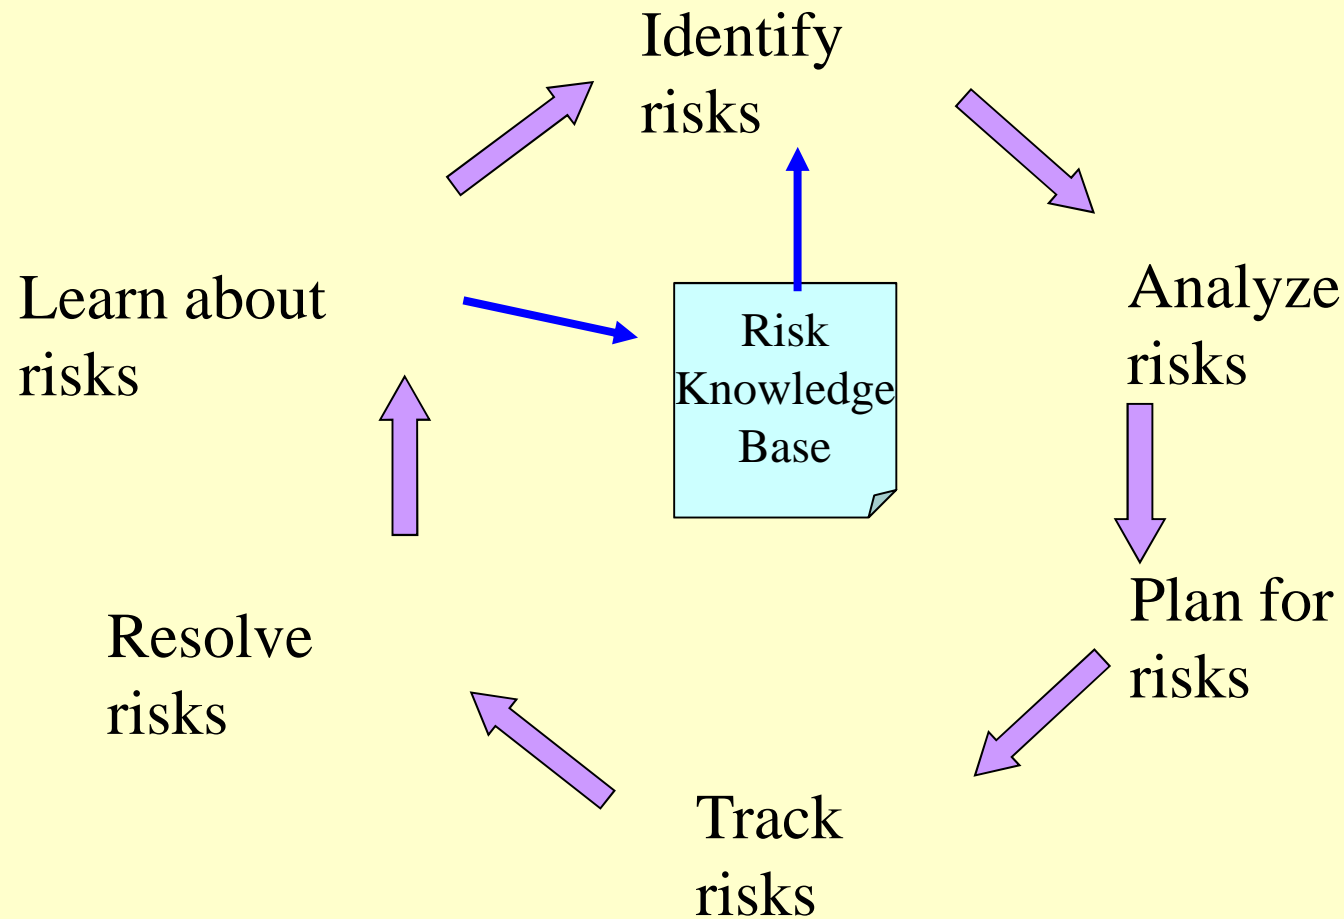 Identify
risks
Analyze
risks
Plan for
risks
Track
risks
Resolve
risks
Learn about
risks
Risk
Knowledge
Base